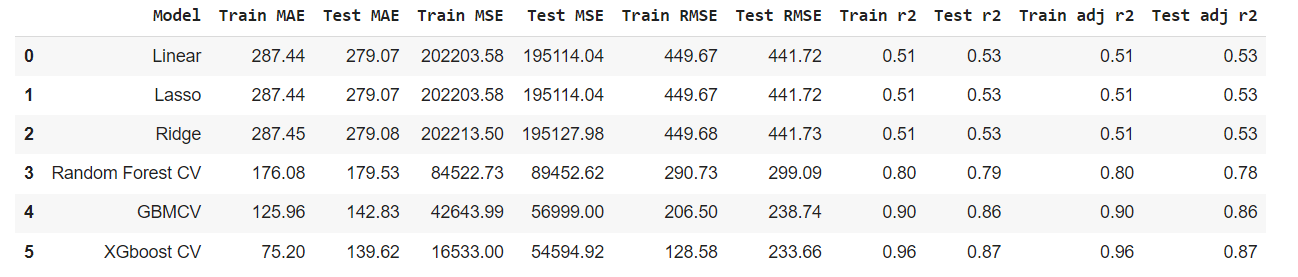 Model Train MAE Test MAE Train MSE Test MSE Train RMSE Test RMSE Train r2 Test r2 Train adj r2 Test adj r2
0 Linear 287.44 279.07 202203.58 195114.04 449.67 441.72 0.51 0.53 0.51 0.53
1 Lasso 287.44 279.07 202203.58 195114.04 449.67 441.72 0.51 0.53 0.51 0.53
2 Ridge 287.45 279.08 202213.50 195127.98 449.68 441.73 0.51 0.53 0.51 0.53
3 Random Forest CV 176.08 179.53 84522.73 89452.62 290.73 299.09 0.80 0.79 0.80 0.78
4 GBMCV 125.96 142.83 42643.99 56999.00 206.50 238.74 0.90 0.86 0.90 0.86
5 XGboost CV 75.20 139.62 16533.00 54594.92 128.58 233.66 0.96 0.87 0.96 0.87